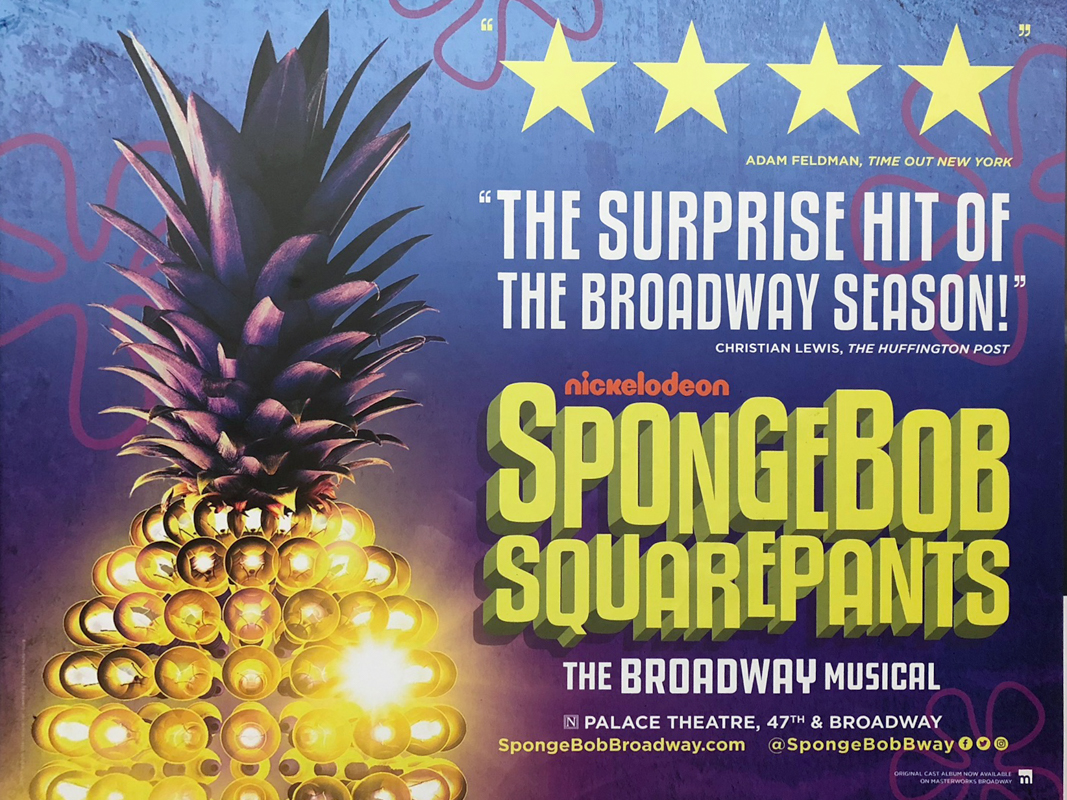 “★★★★”
ADAM FELDMAN, TIME OUT NEW YORK
“THE SURPRISE HIT OF
THE BROADWAY SEASON!”
CHRISTIAN LEWIS, THE HUFFINGTON POST
nickelodeon
SPONGEBOB
SQUAREPANTS
THE BROADWAY MUSICAL
N PALACE THEATRE, 47TH & BROADWAY
SpongeBobBroadway.com @SpongeBobBway
ORIGINAL CAST ALBUM NOW AVAILABLE
ON MASTERWORKS BROADWAY